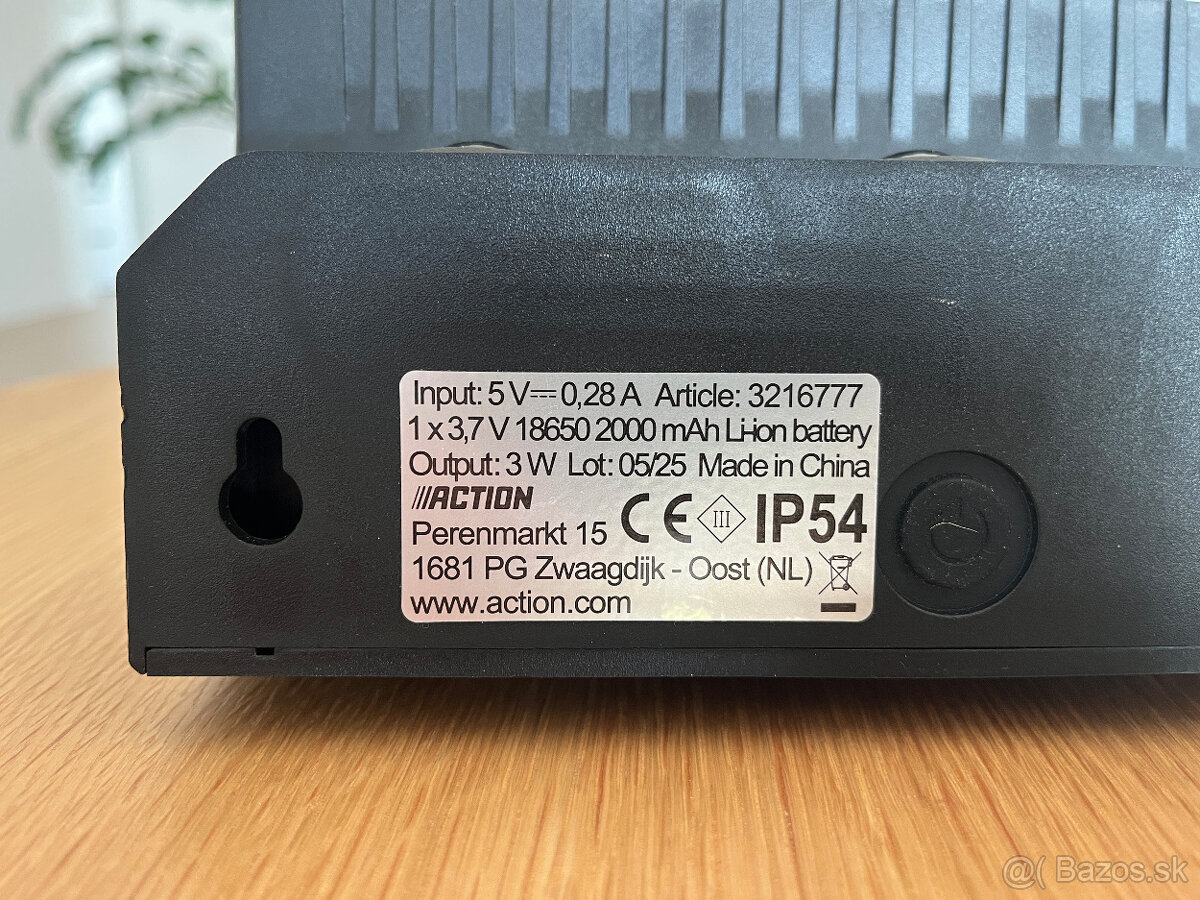 Input: 5 V⎓0,28 A Article: 3216777
1 x 3,7 V 18650 2000 mAh Li-ion battery
Output: 3 W Lot: 05/25 Made in China
///ACTION
Perenmarkt 15 CE III IP54
1681 PG Zwaagdijk - Oost (NL)
www.action.com
@( Bazos.sk